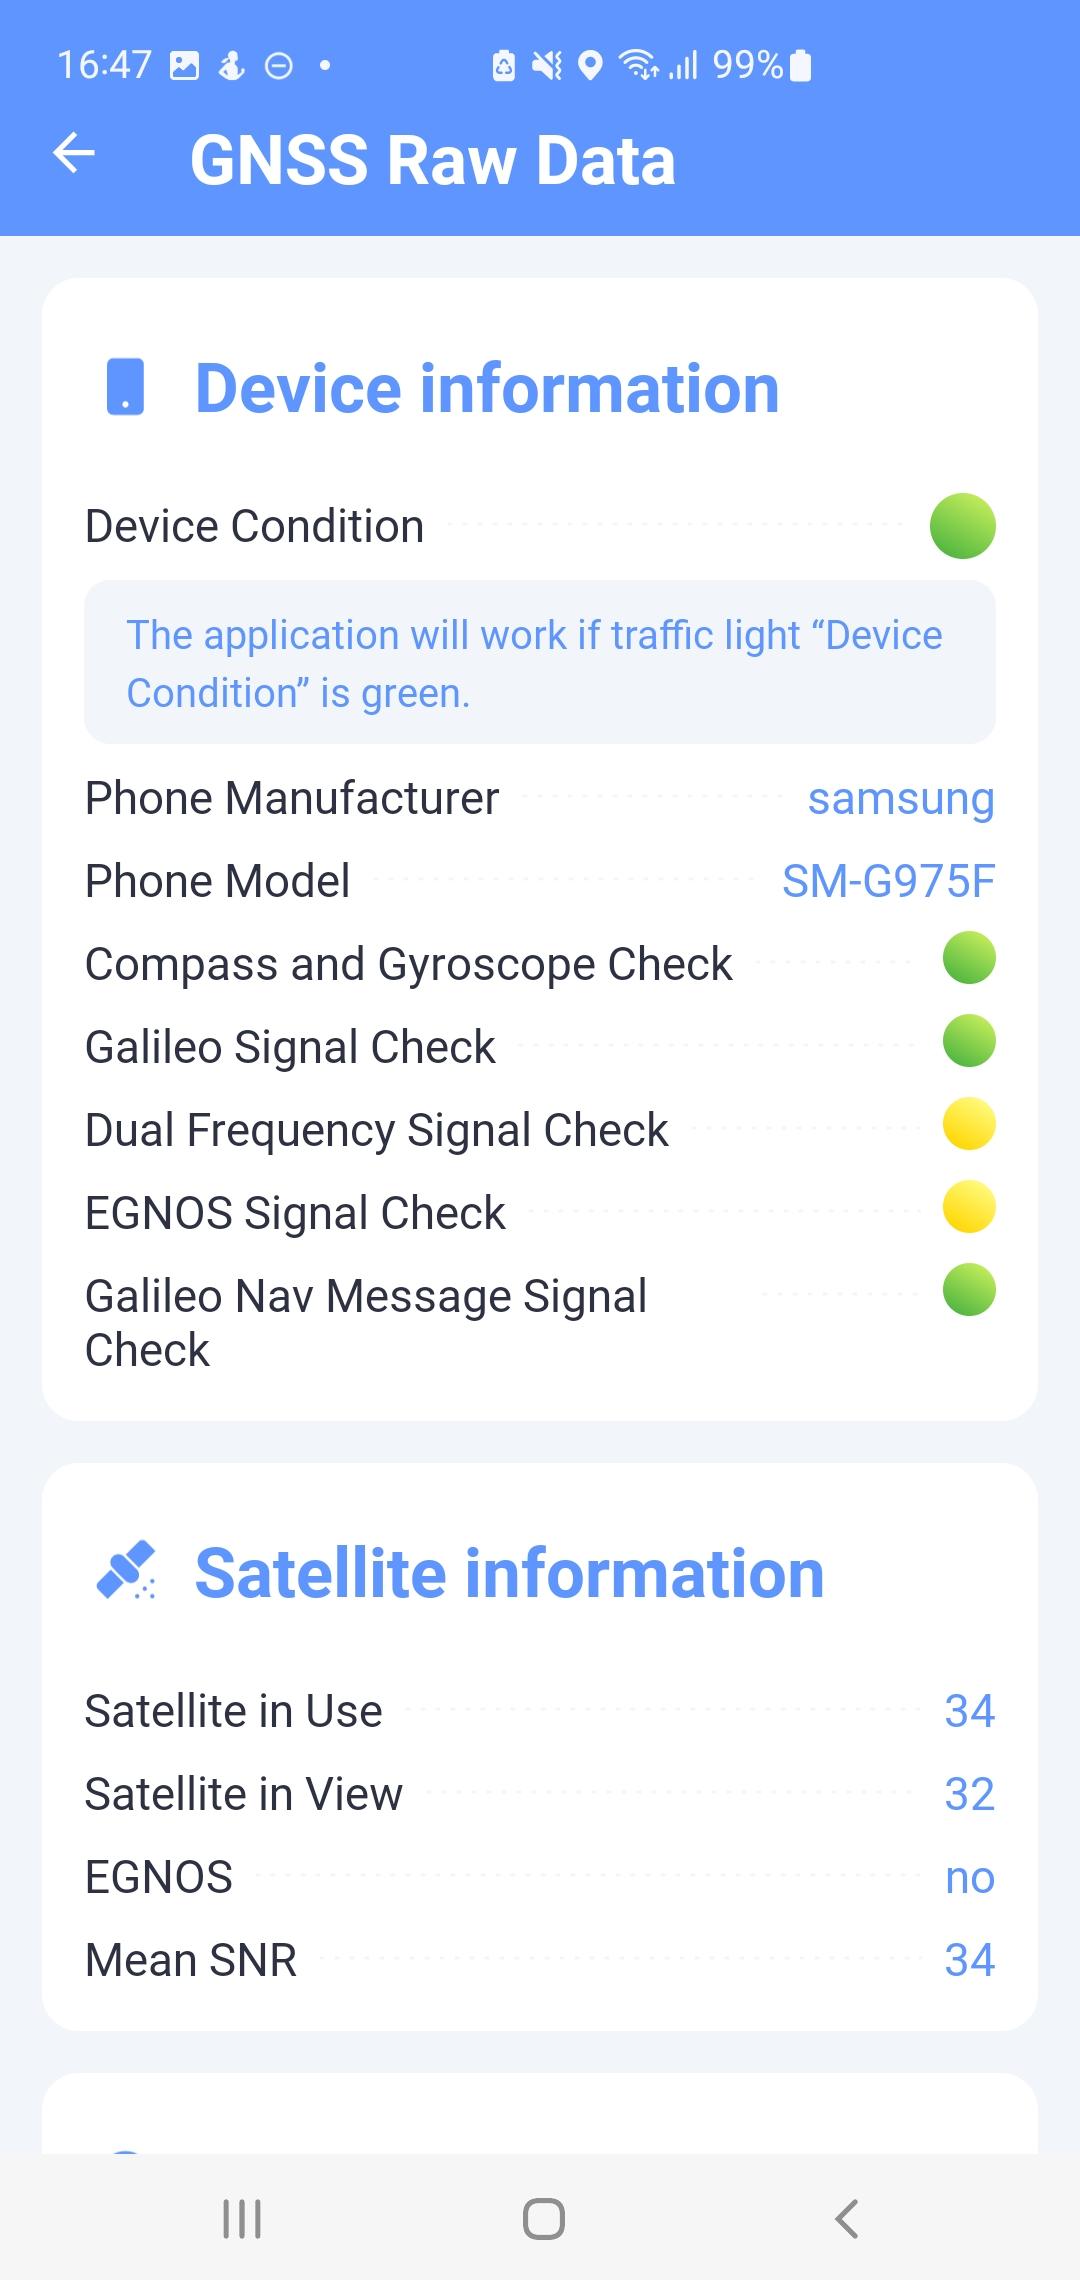 16:47
99%
GNSS Raw Data
Device information
Device Condition
The application will work if traffic light “Device
Condition” is green.
Phone Manufacturer samsung
Phone Model SM-G975F
Compass and Gyroscope Check
Galileo Signal Check
Dual Frequency Signal Check
EGNOS Signal Check
Galileo Nav Message Signal
Check
Satellite information
Satellite in Use 34
Satellite in View 32
EGNOS no
Mean SNR 34